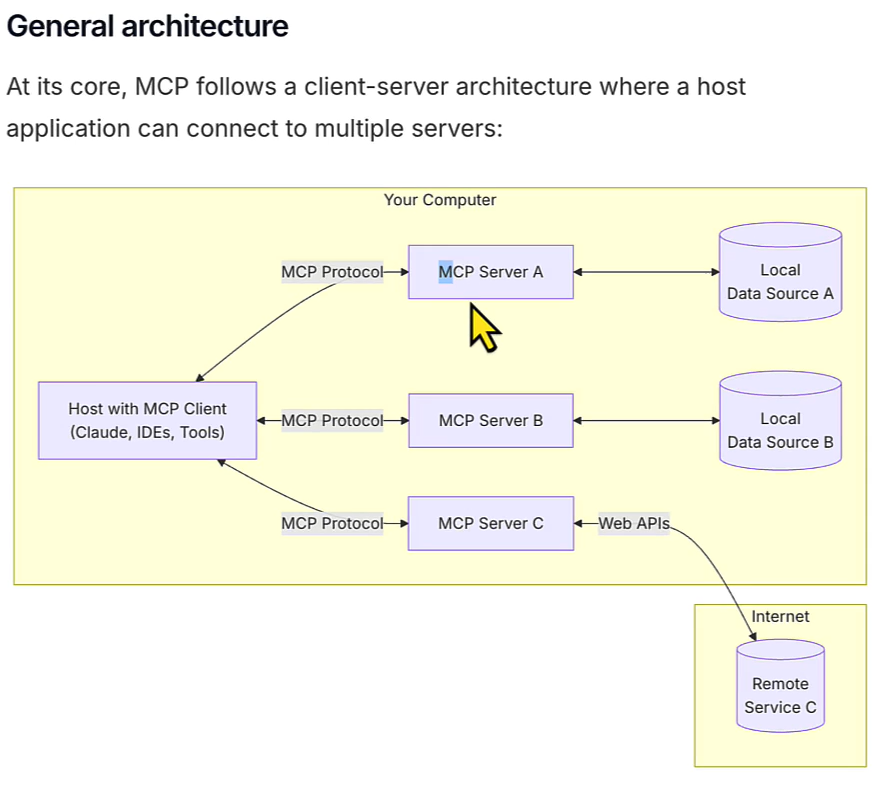 General architecture
At its core, MCP follows a client-server architecture where a host
application can connect to multiple servers:
Your Computer
MCP Protocol
MCP Server A
Local
Data Source A
Host with MCP Client
(Claude, IDEs, Tools)
MCP Protocol
MCP Server B
Local
Data Source B
MCP Protocol
MCP Server C
Web APIs
Internet
Remote
Service C